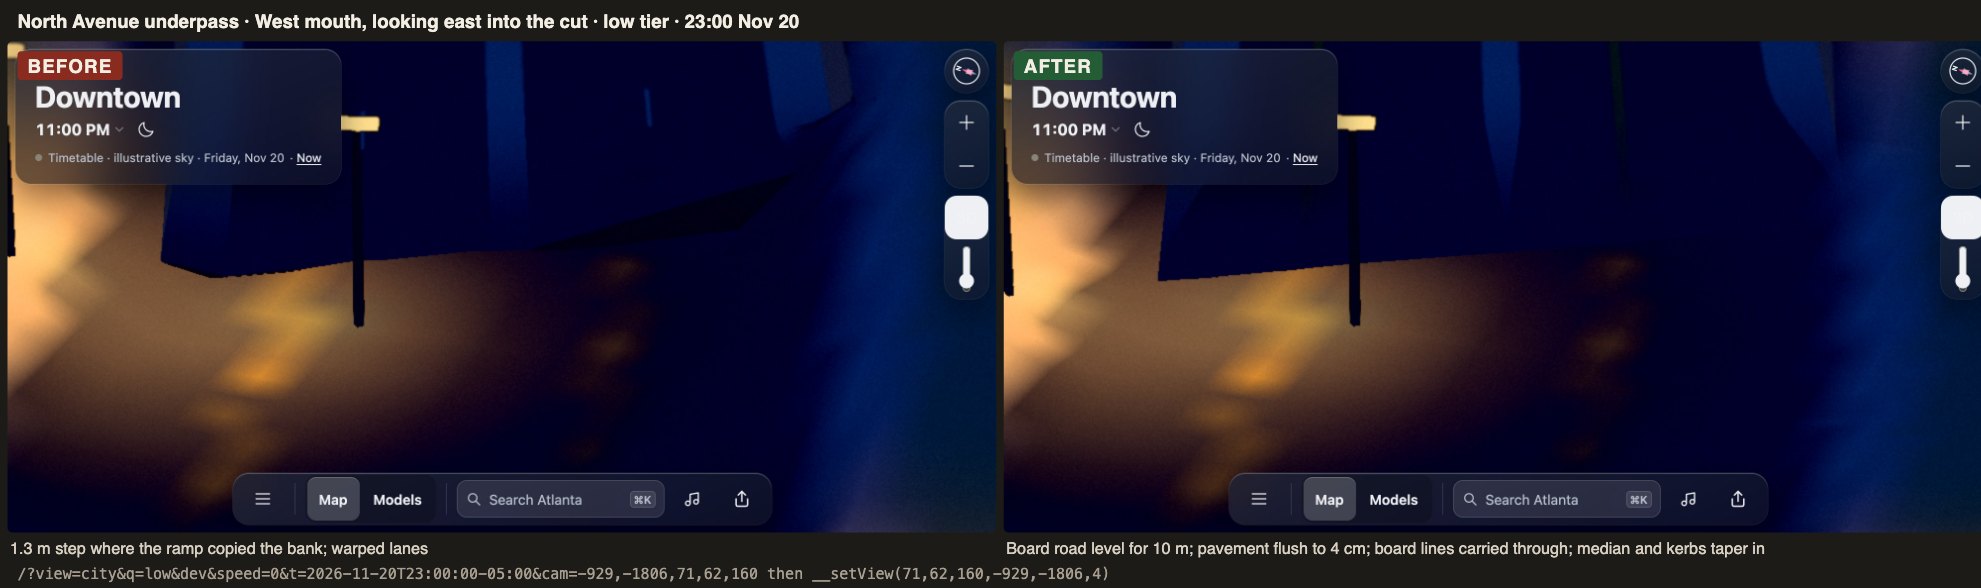 North Avenue underpass · West mouth, looking east into the cut · low tier · 23:00 Nov 20
BEFORE
Downtown
11:00 PM
Timetable · illustrative sky · Friday, Nov 20 · Now
Map
Models
Search Atlanta
⌘K
AFTER
Downtown
11:00 PM
Timetable · illustrative sky · Friday, Nov 20 · Now
Map
Models
Search Atlanta
⌘K
1.3 m step where the ramp copied the bank; warped lanes
Board road level for 10 m; pavement flush to 4 cm; board lines carried through; median and kerbs taper in
/?view=city&q=low&dev&speed=0&t=2026-11-20T23:00:00-05:00&cam=-929,-1806,71,62,160 then __setView(71,62,160,-929,-1806,4)